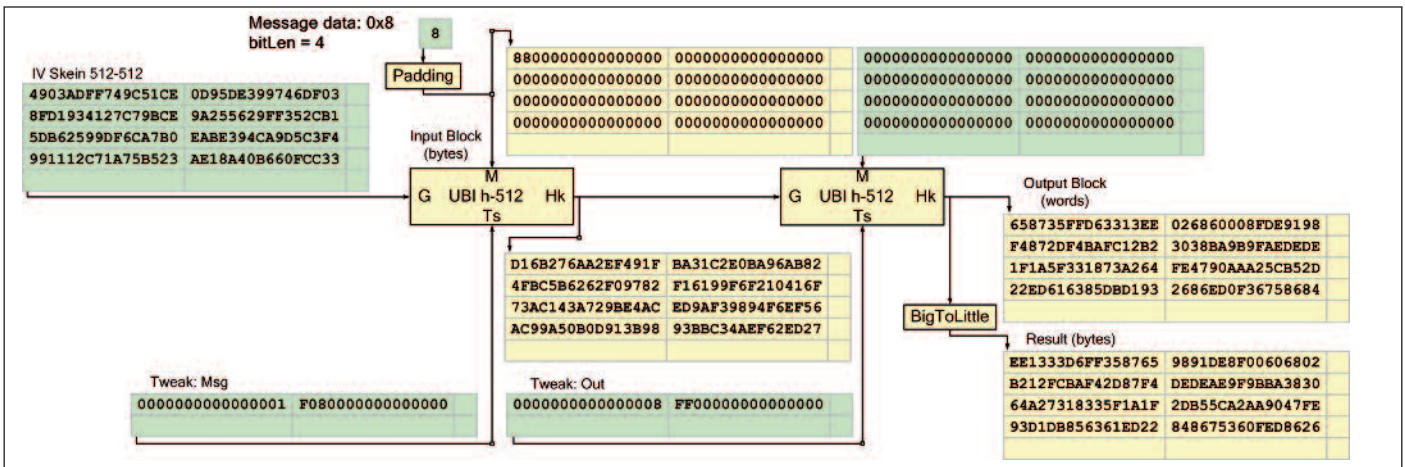 Message data: 0x8
bitLen = 4
8
Padding
IV Skein 512-512
4903ADFF749C51CE 0D95DE399746DF03
8FD1934127C79BCE 9A255629FF352CB1
5DB62599DF6CA7B0 EABE394CA9D5C3F4
991112C71A75B523 AE18A40B660FCC33
Input Block
(bytes)
8800000000000000 0000000000000000
0000000000000000 0000000000000000
0000000000000000 0000000000000000
0000000000000000 0000000000000000
0000000000000000 0000000000000000
0000000000000000 0000000000000000
0000000000000000 0000000000000000
0000000000000000 0000000000000000
M
G UBI h-512 Hk
Ts
M
G UBI h-512 Hk
Ts
D16B276AA2EF491F BA31C2E0BA96AB82
4FBC5B6262F09782 F16199F6F210416F
73AC143A729BE4AC ED9AF39894F6EF56
AC99A50B0D913B98 93BBC34AEF62ED27
Output Block
(words)
658735FFD63313EE 026860008FDE9198
F4872DF4BAFC12B2 3038BA9B9FAEDEDE
1F1A5F331873A264 FE4790AAA25CB52D
22ED616385DBD193 2686ED0F36758684
BigToLittle
Result (bytes)
EE1333D6FF358765 9891DE8F00606802
B212FCBAF42D87F4 DEDEAE9F9BBA3830
64A27318335F1A1F 2DB55CA2AA9047FE
93D1DB856361ED22 848675360FED8626
Tweak: Msg
0000000000000001 F080000000000000
Tweak: Out
0000000000000008 FF00000000000000